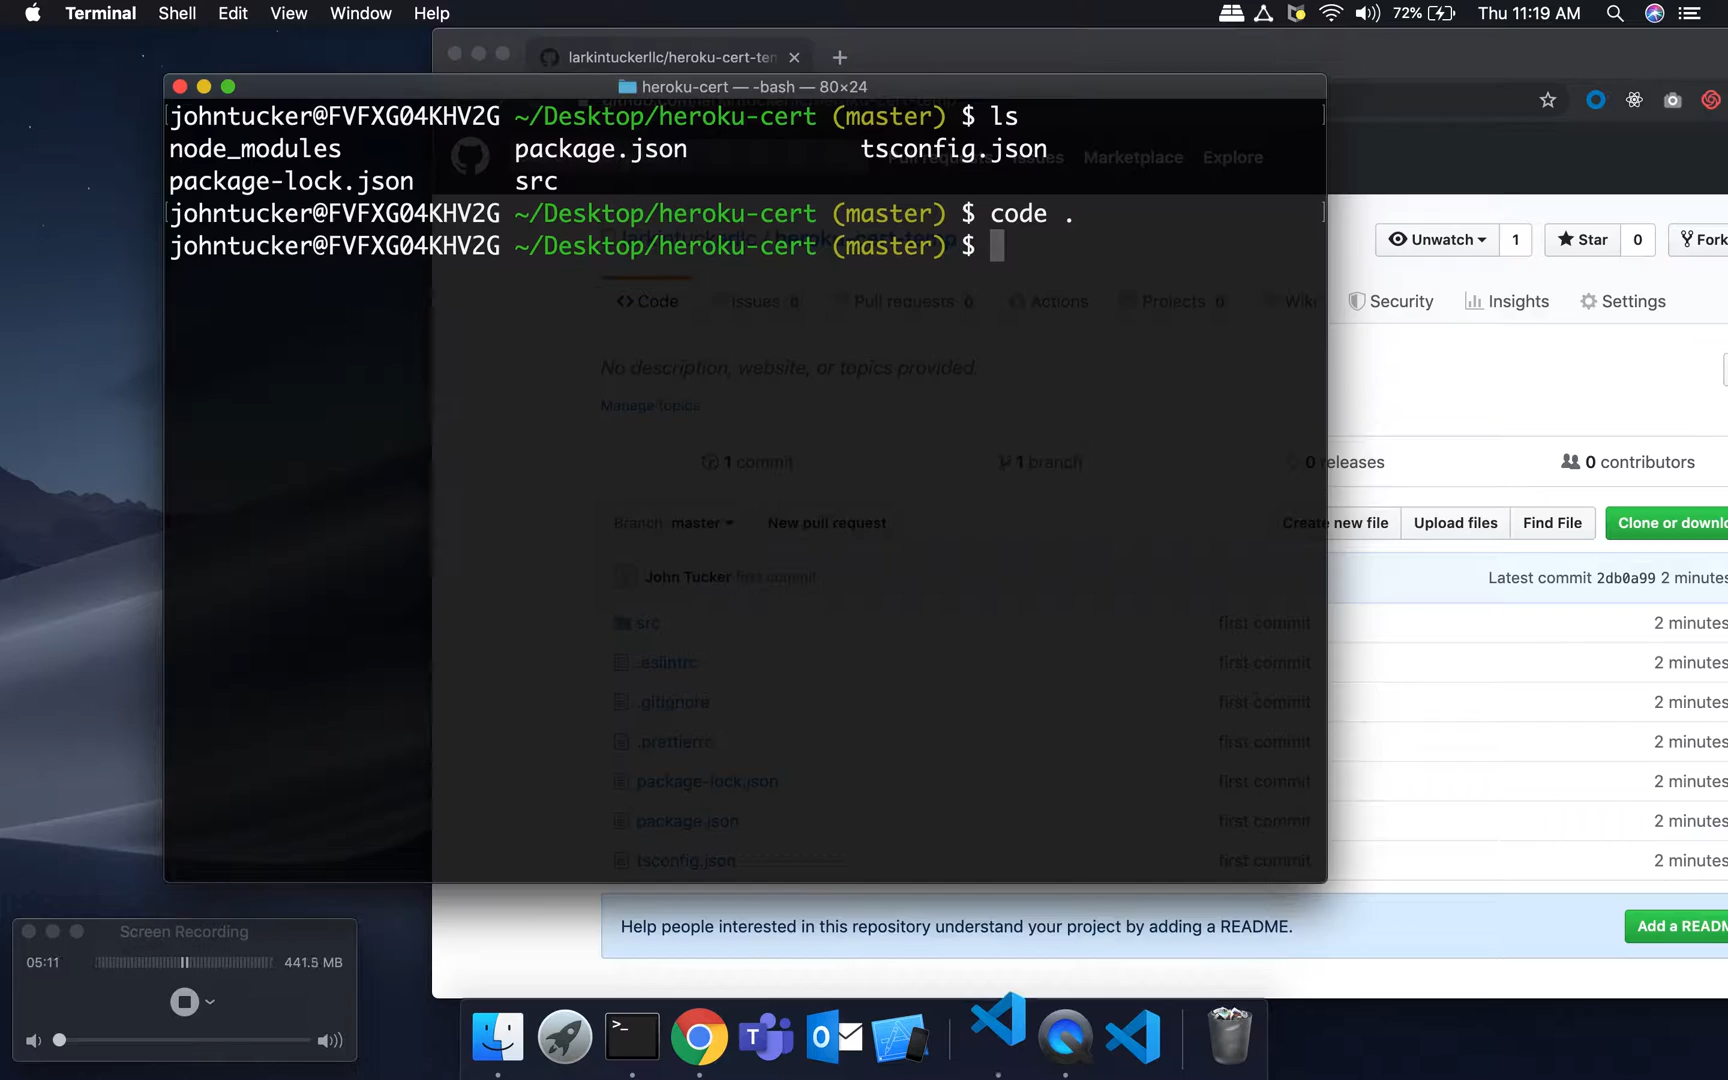 Terminal Shell Edit View Window Help 72% Thu 11:19 AM
larkintuckerllc/heroku-cert-tem
heroku-cert — -bash — 80×24
johntucker@FVFXG04KHV2G ~/Desktop/heroku-cert (master) $ ls
node_modules package.json tsconfig.json
Issues Marketplace Explore
package-lock.json src
johntucker@FVFXG04KHV2G ~/Desktop/heroku-cert (master) $ code .
larkintuckerllc / heroku-cert-temp
Unwatch 1 Star 0 Fork
johntucker@FVFXG04KHV2G ~/Desktop/heroku-cert (master) $
Code Issues 0 Pull requests 0 Actions Projects 0 Wiki Security Insights Settings
No description, website, or topics provided.
Manage topics
1 commit 1 branch 0 releases 0 contributors
Branch: master New pull request Create new file Upload files Find File Clone or downlo
John Tucker first commit Latest commit 2db0a99 2 minutes
src first commit 2 minutes
.eslintrc first commit 2 minutes
.gitignore first commit 2 minutes
.prettierrc first commit 2 minutes
package-lock.json first commit 2 minutes
package.json first commit 2 minutes
tsconfig.json first commit 2 minutes
Help people interested in this repository understand your project by adding a README. Add a READM
Screen Recording
05:11 441.5 MB